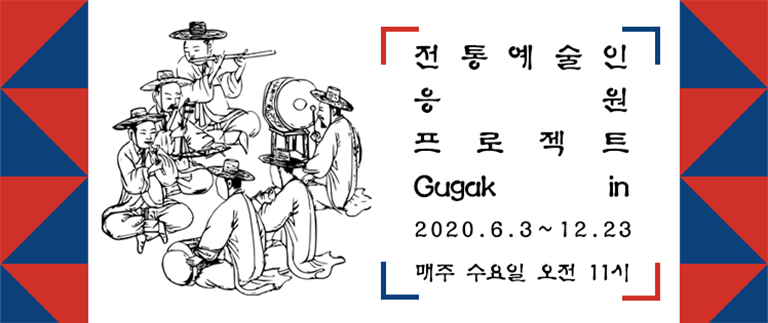 전통예술인
응원
프로젝트
Gugak in
2020.6.3~12.23
매주 수요일 오전 11시